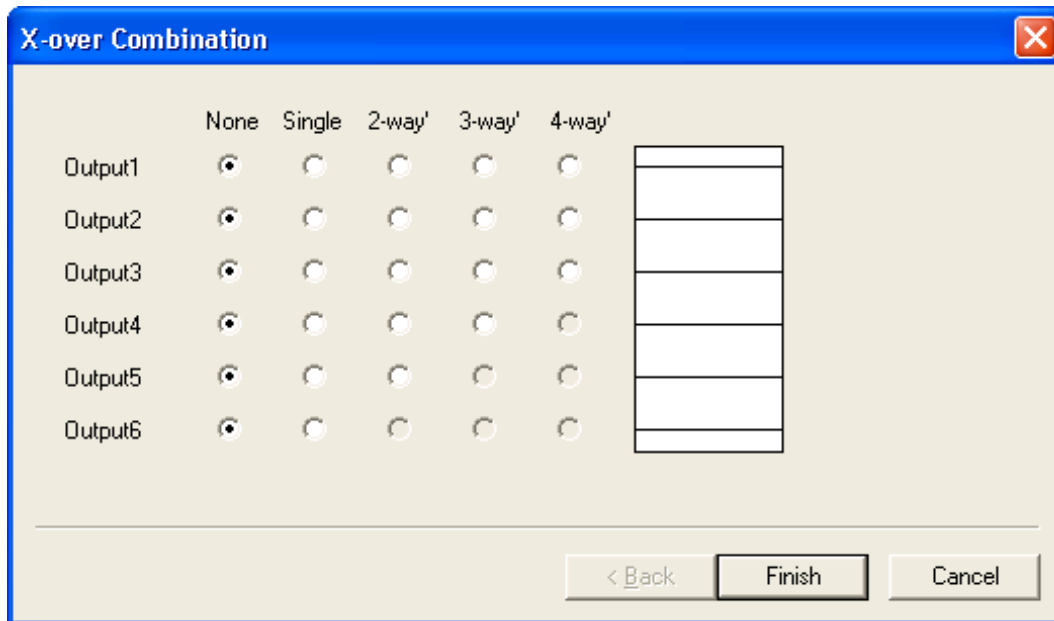 X-over Combination
None Single 2-way' 3-way' 4-way'
Output1
Output2
Output3
Output4
Output5
Output6
< Back Finish Cancel